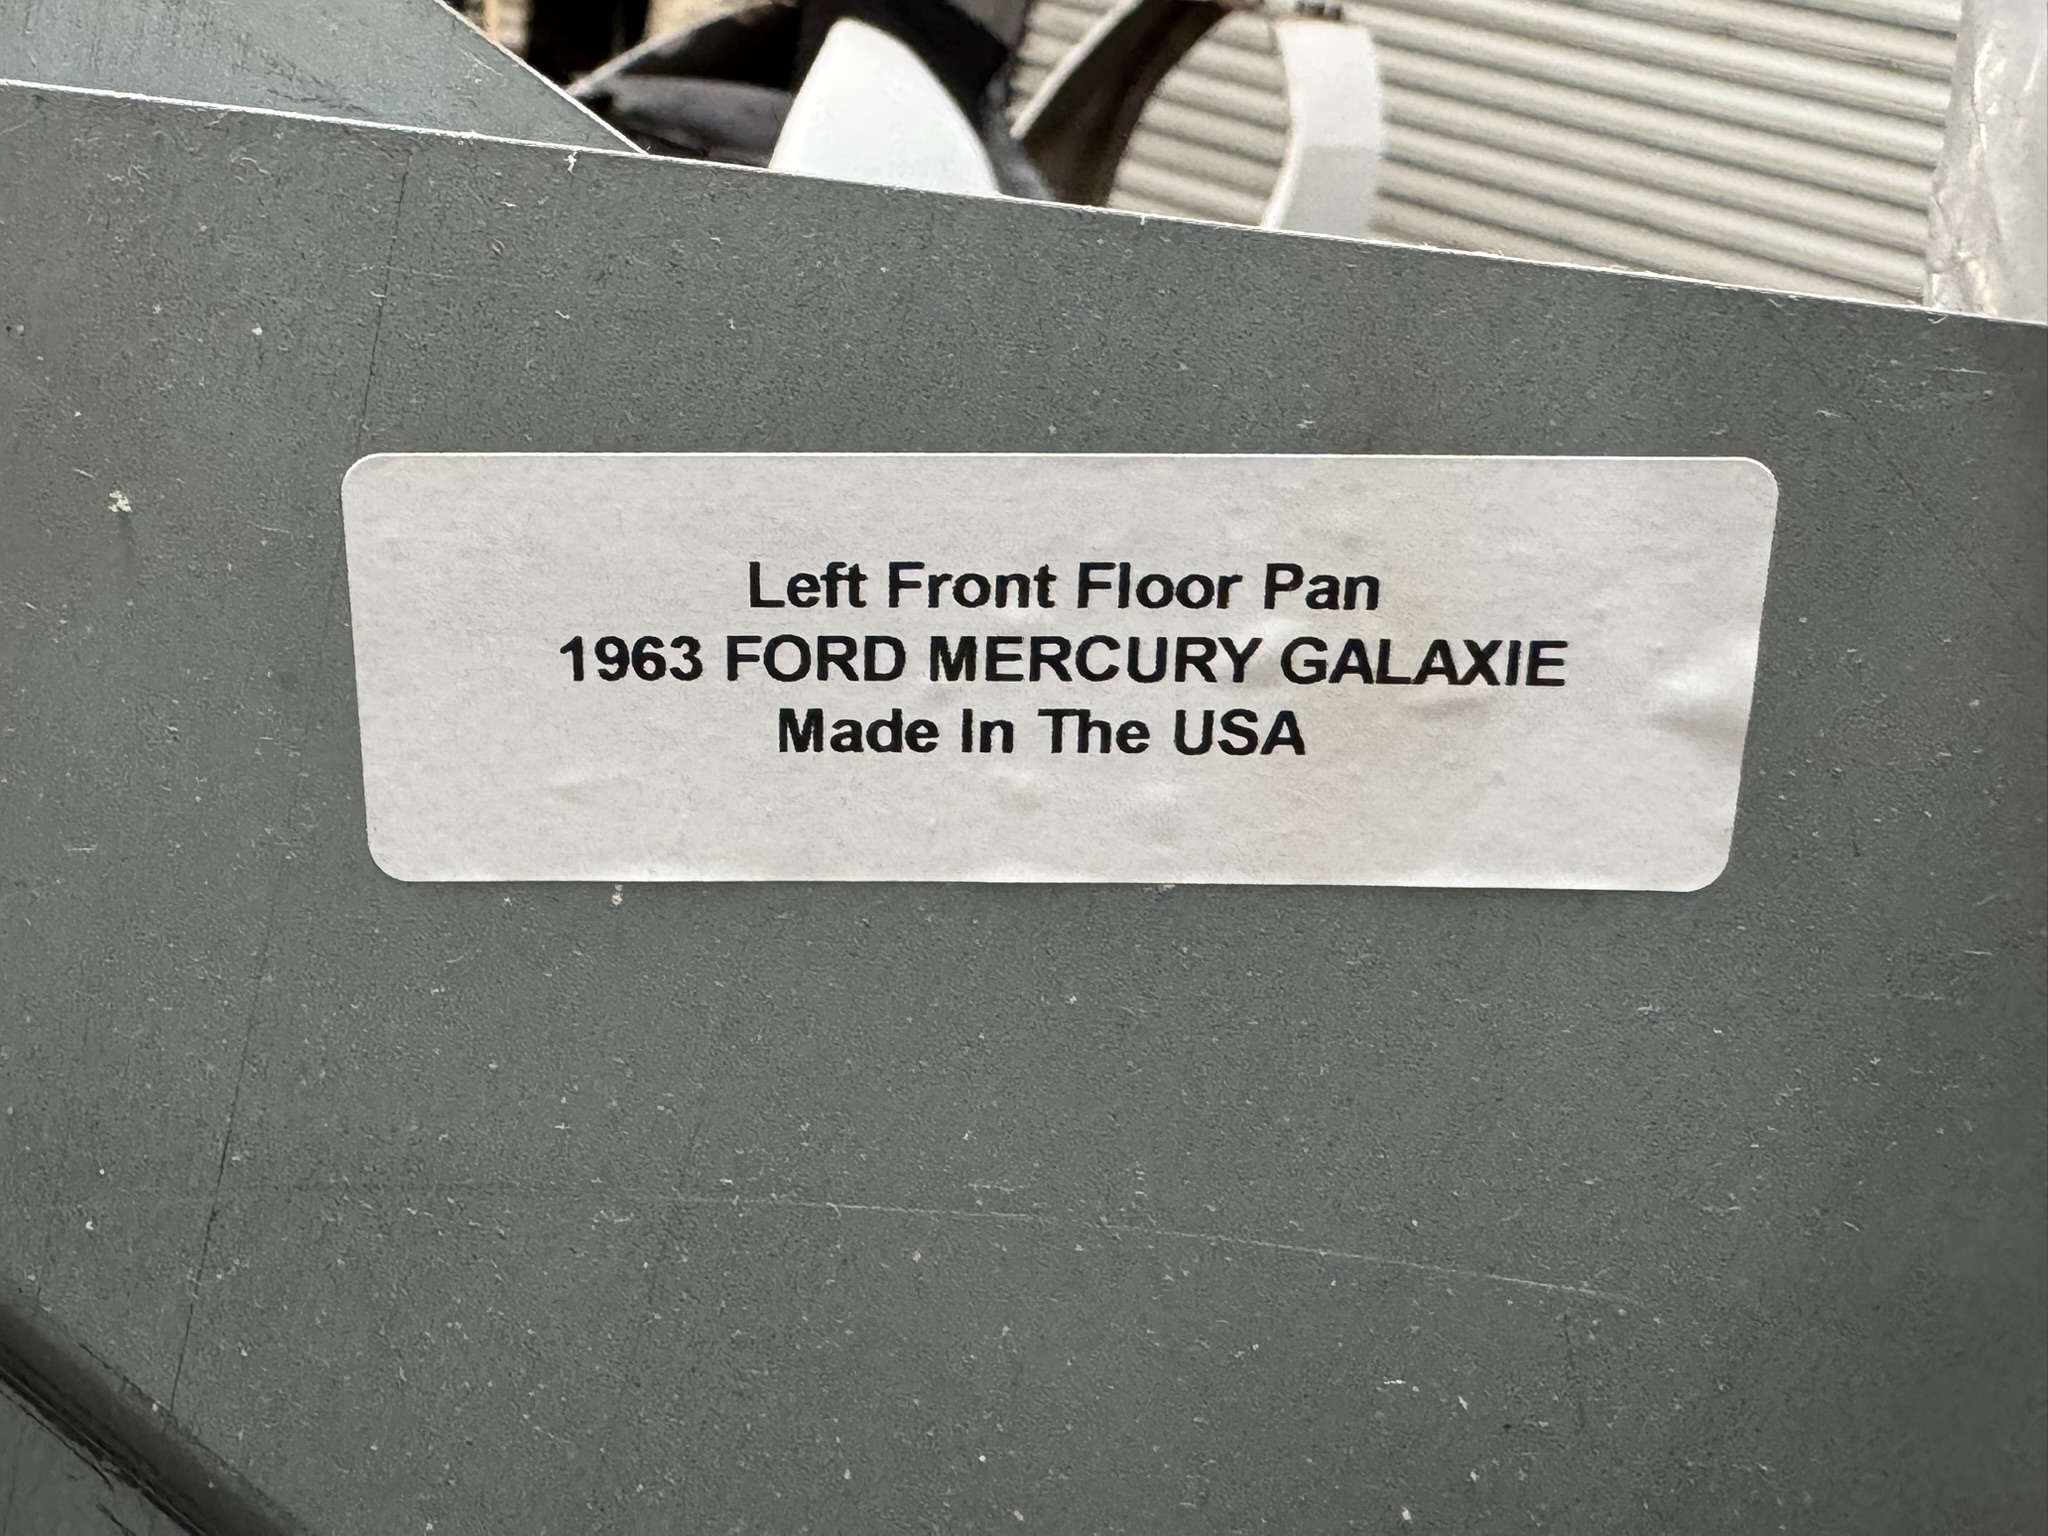 Left Front Floor Pan
1963 FORD MERCURY GALAXIE
Made In The USA